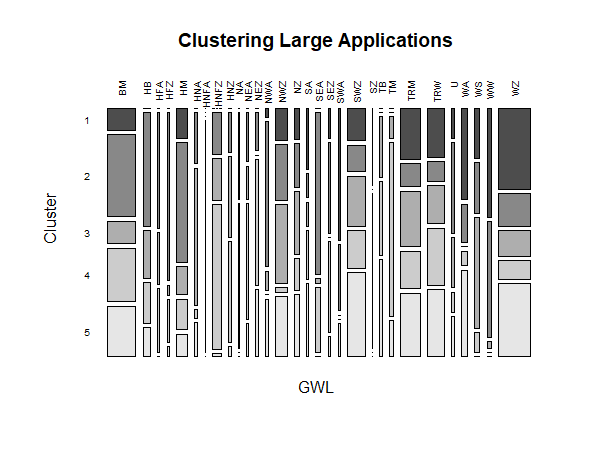 Clustering Large Applications
BM HB HFA HFZ HM HNA HNFA HNFZ HNZ NA NEA NEZ NWA NWZ NZ SA SEA SEZ SWA SWZ SZ TB TM TRM TRW U WA WS WW WZ
1
2
3
4
5
Cluster
GWL